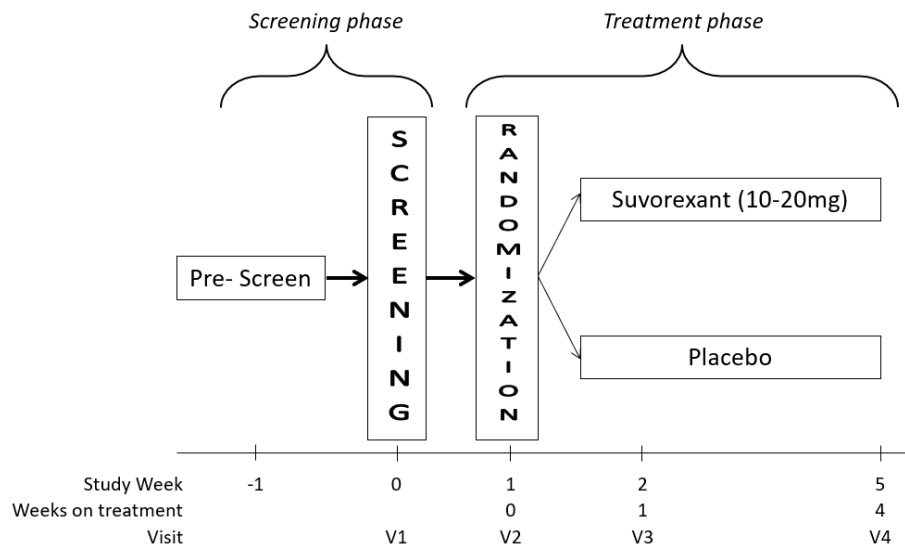 Screening phase
Treatment phase
SCREENING
RANDOMIZATION
Suvorexant (10-20mg)
Pre- Screen
Placebo
Study Week -1 0 1 2 5
Weeks on treatment 0 1 4
Visit V1 V2 V3 V4